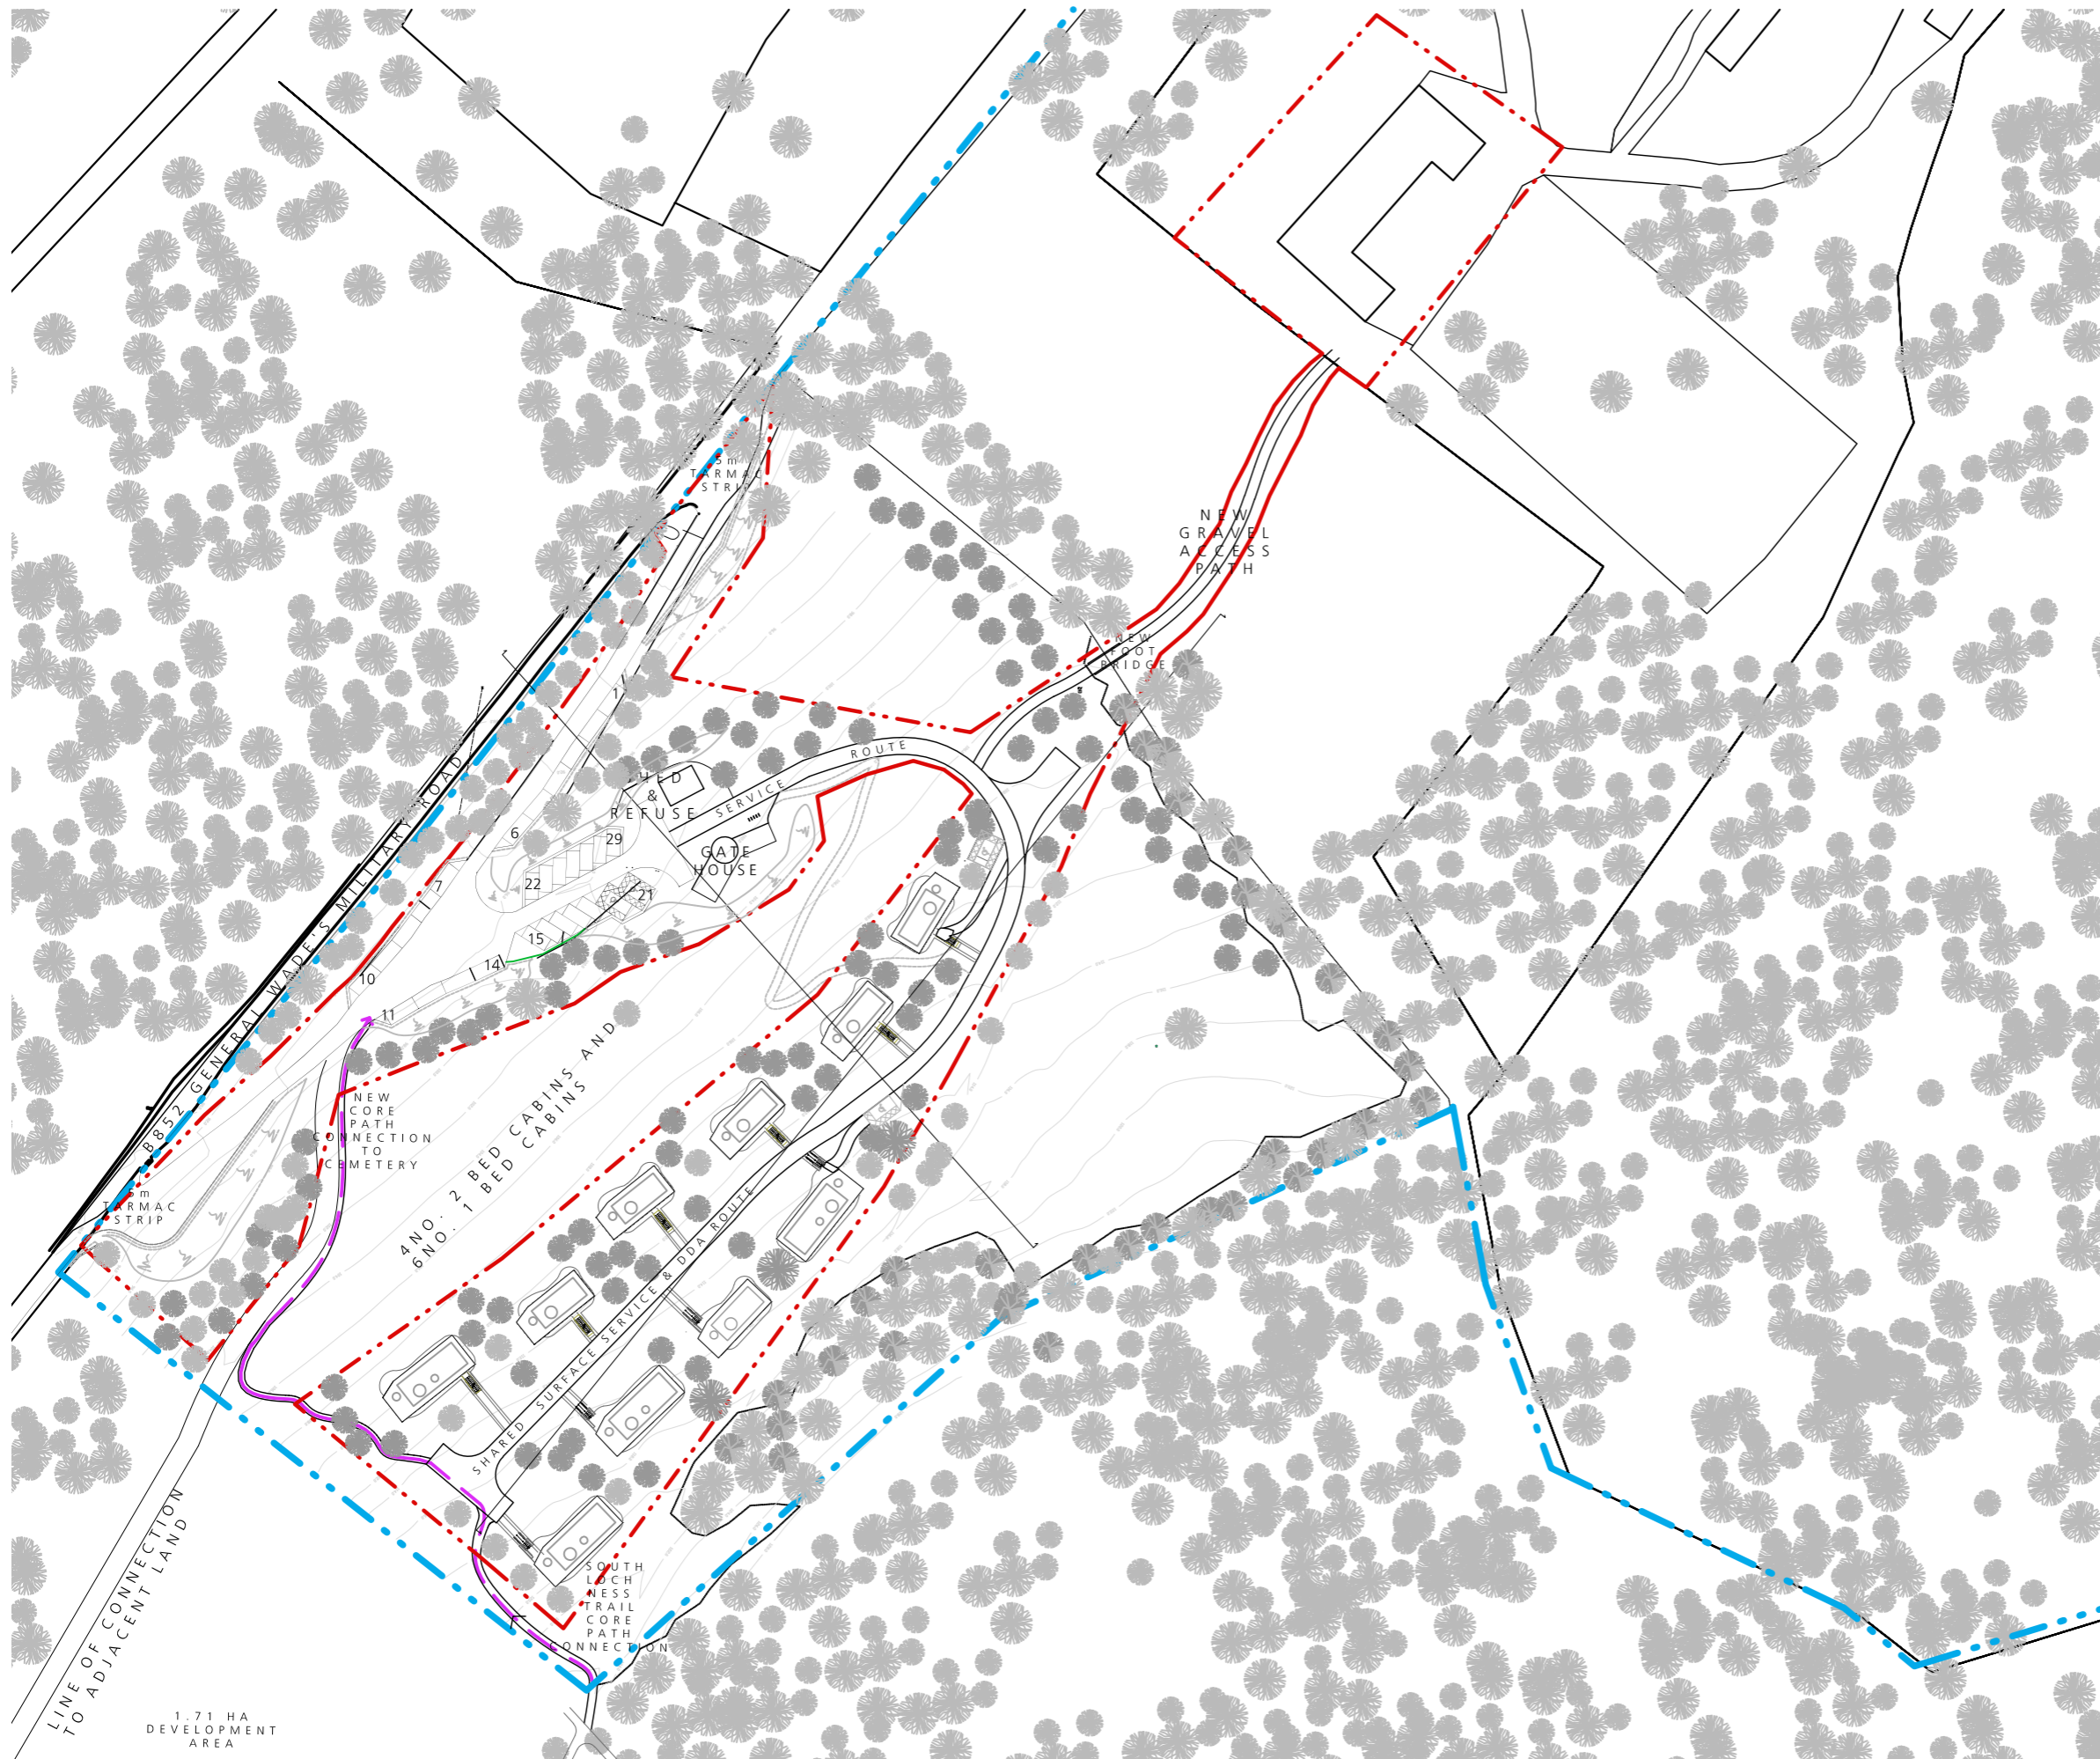 5m
TARMAC
STRIP
NEW
GRAVEL
ACCESS
PATH
NEW
FOOT
BRIDGE
1
ROUTE
SERVICE
SHED
&
REFUSE
6
29
GATE
HOUSE
7
22
21
15
14
10
11
B852 GENERAL WADE'S MILITARY ROAD
NEW
CORE
PATH
CONNECTION
TO
CEMETERY
4NO. 2 BED CABINS AND
6NO. 1 BED CABINS
5m
TARMAC
STRIP
SHARED SURFACE SERVICE & DDA ROUTE
SOUTH
LOCH
NESS
TRAIL
CORE
PATH
CONNECTION
LINE OF CONNECTION
TO ADJACENT LAND
1.71 HA
DEVELOPMENT
AREA